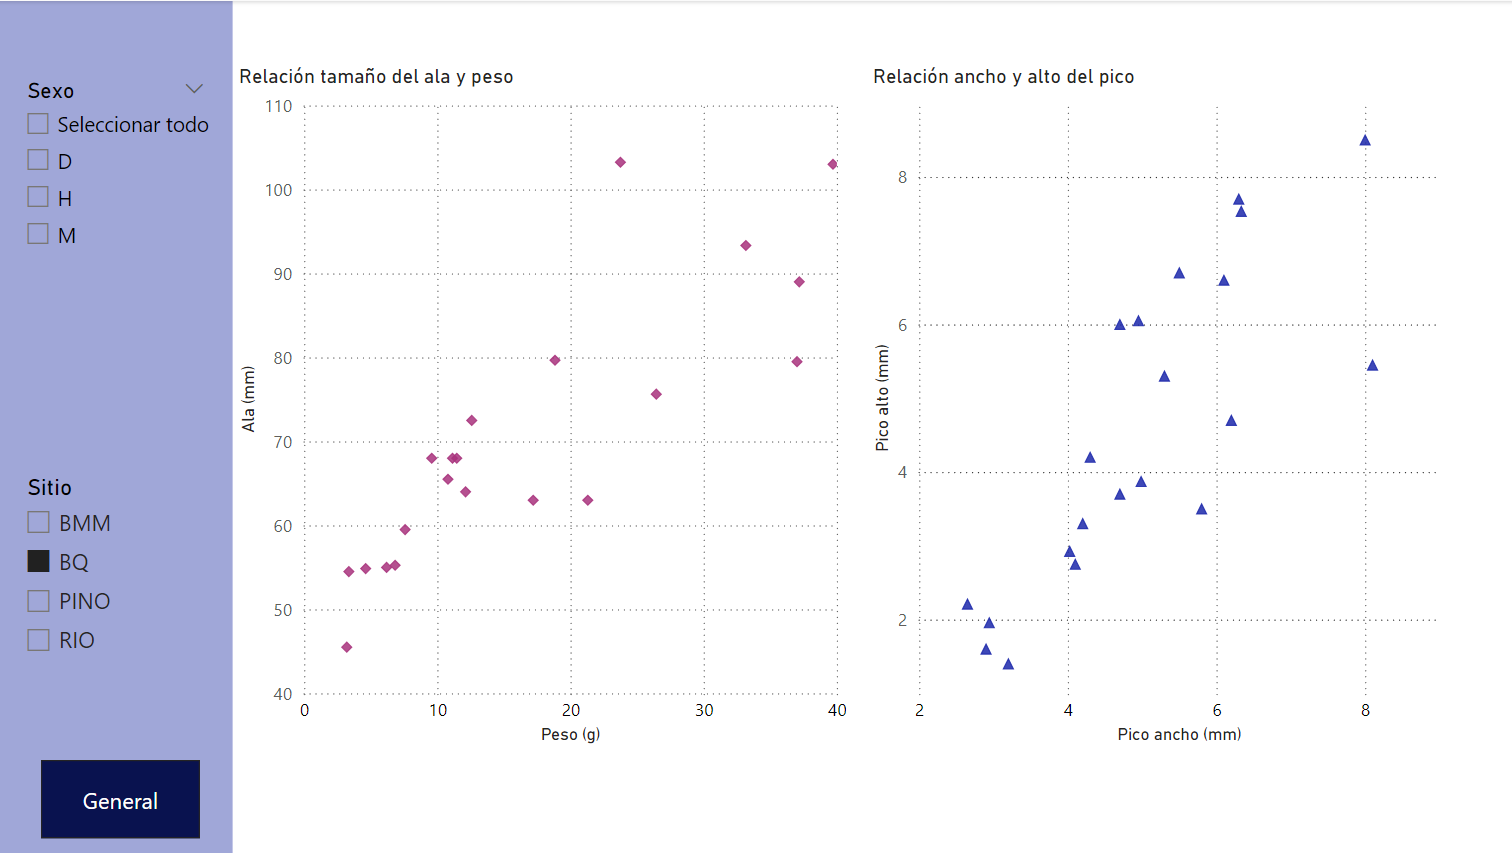 Sexo
Seleccionar todo
D
H
M
Sitio
BMM
BQ
PINO
RIO
General
Relación tamaño del ala y peso
110
100
90
80
70
60
50
40
Ala (mm)
0 10 20 30 40
Peso (g)
Relación ancho y alto del pico
8
6
4
2
Pico alto (mm)
2 4 6 8
Pico ancho (mm)